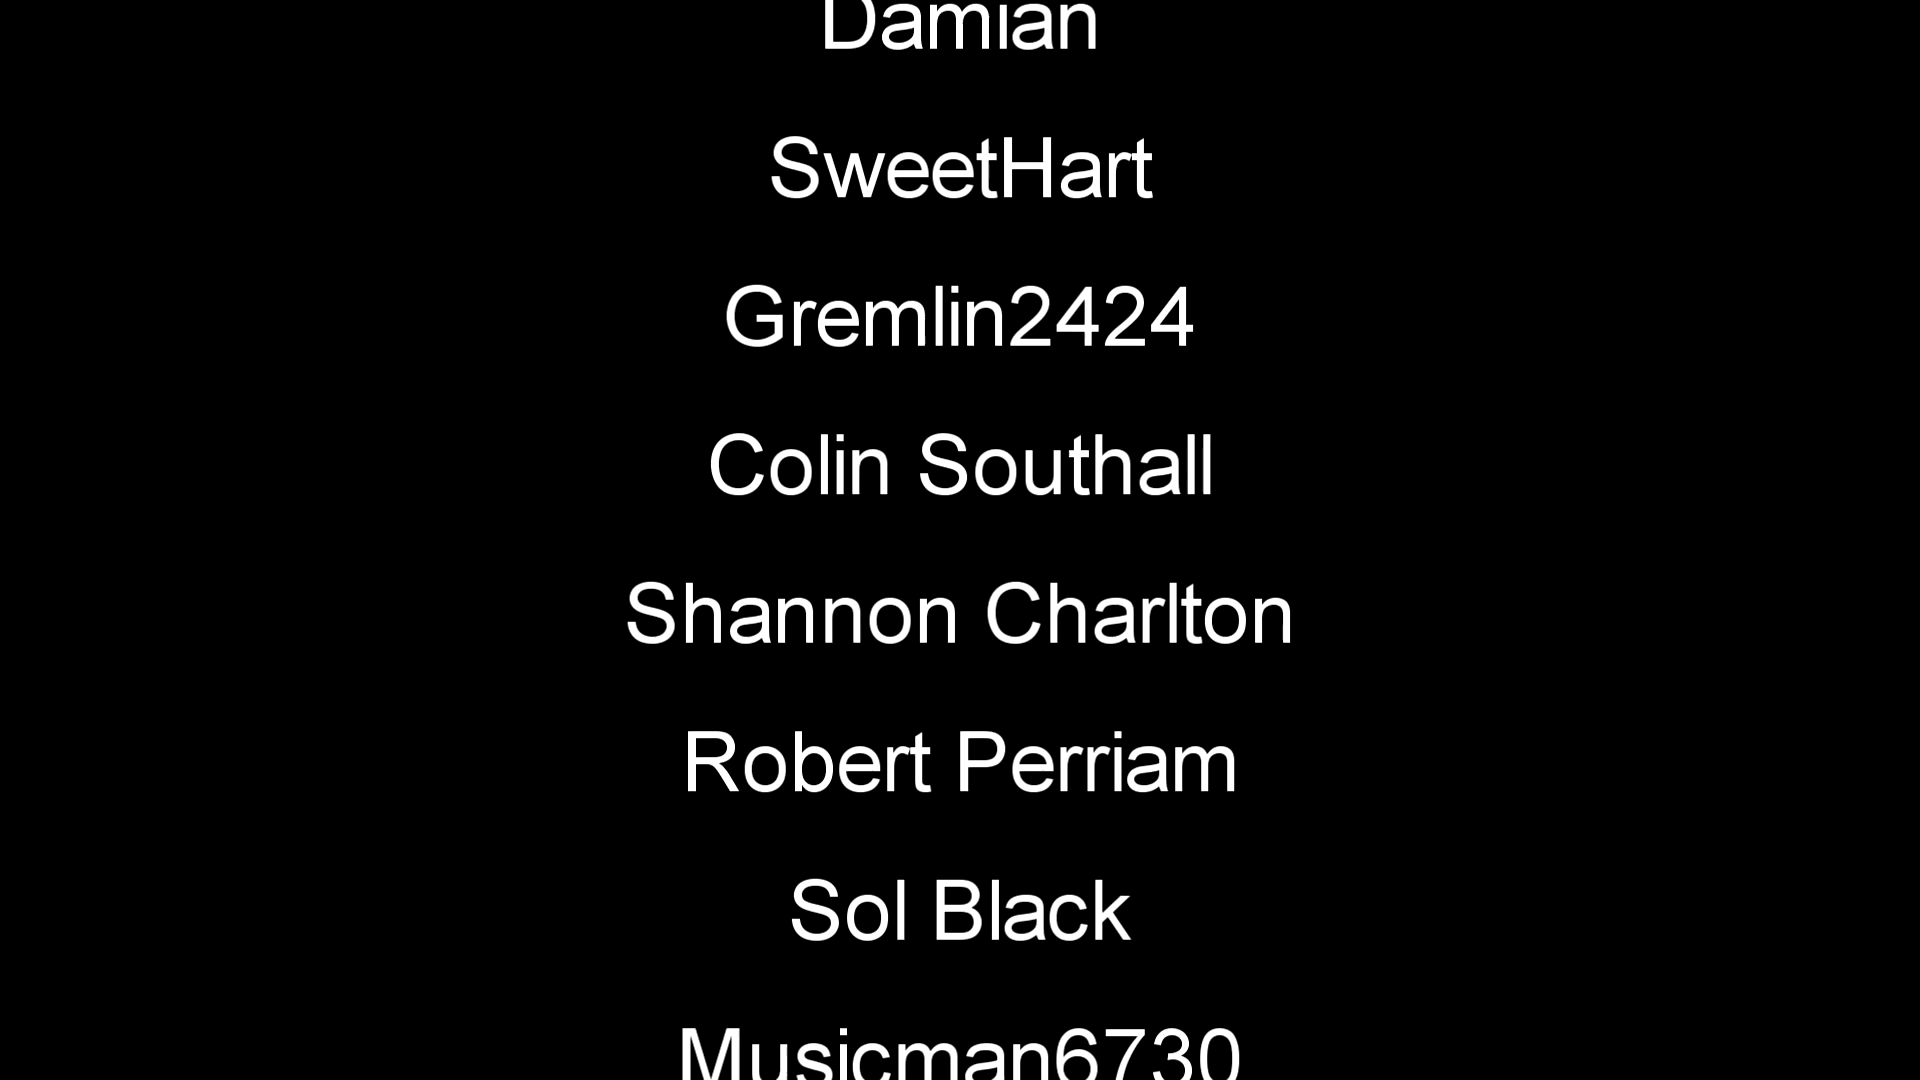 Damian
SweetHart
Gremlin2424
Colin Southall
Shannon Charlton
Robert Perriam
Sol Black
Musicman6730